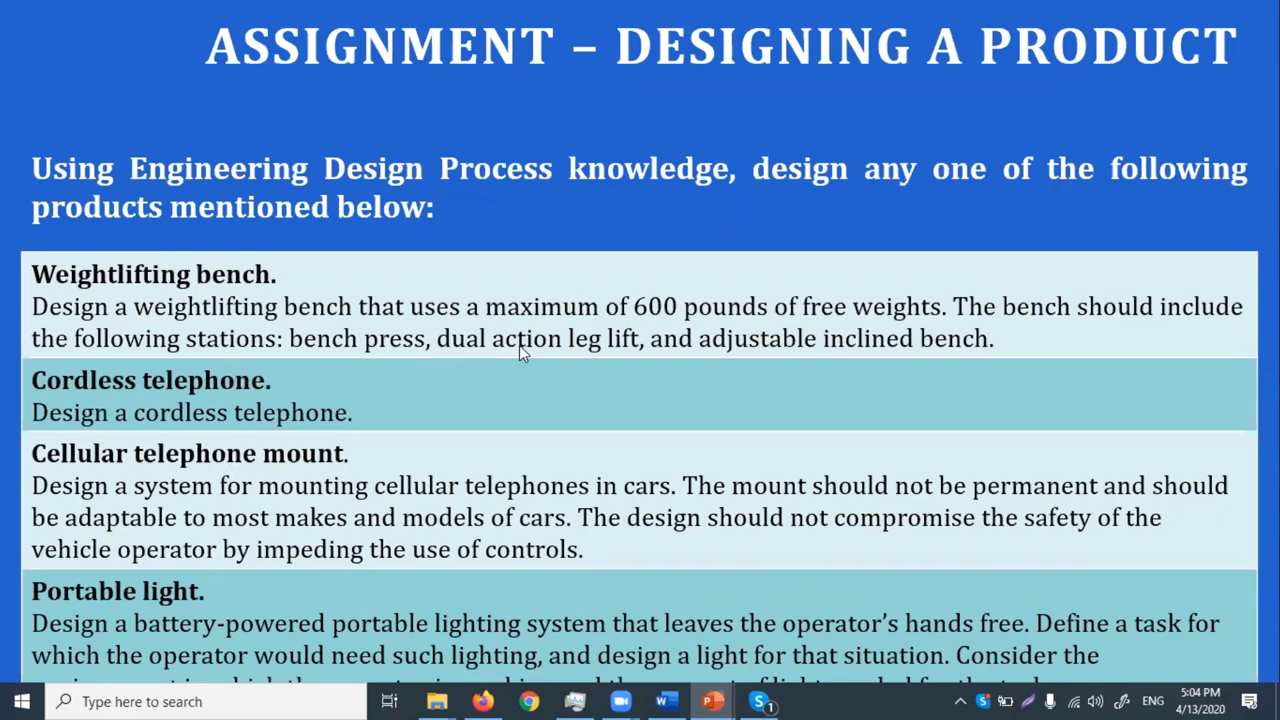 ASSIGNMENT – DESIGNING A PRODUCT
Using Engineering Design Process knowledge, design any one of the following
products mentioned below:
Weightlifting bench.
Design a weightlifting bench that uses a maximum of 600 pounds of free weights. The bench should include
the following stations: bench press, dual action leg lift, and adjustable inclined bench.
Cordless telephone.
Design a cordless telephone.
Cellular telephone mount.
Design a system for mounting cellular telephones in cars. The mount should not be permanent and should
be adaptable to most makes and models of cars. The design should not compromise the safety of the
vehicle operator by impeding the use of controls.
Portable light.
Design a battery-powered portable lighting system that leaves the operator's hands free. Define a task for
which the operator would need such lighting, and design a light for that situation. Consider the
Type here to search
1
ENG
5:04 PM
4/13/2020